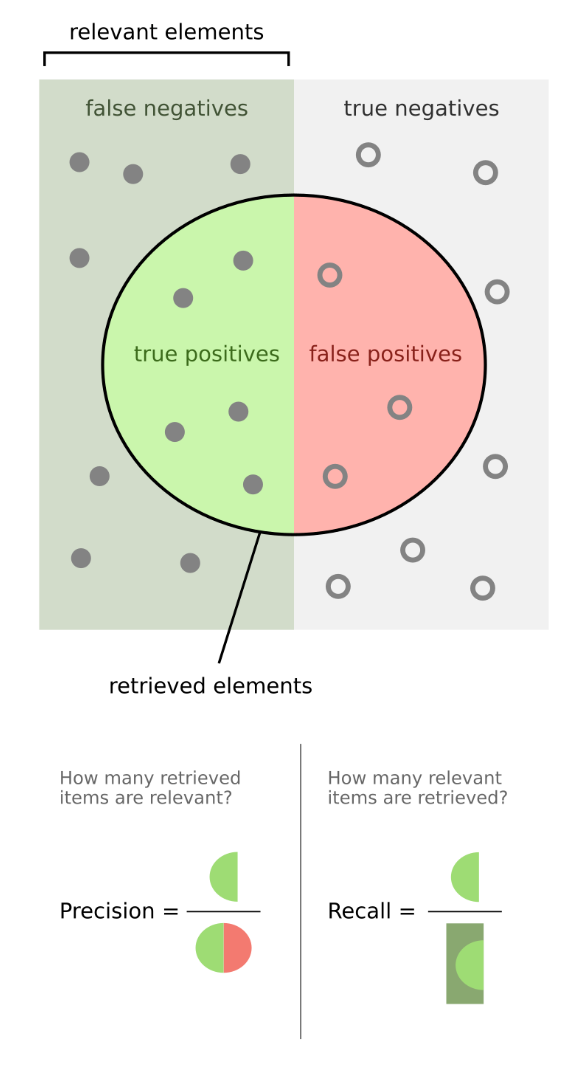 relevant elements
false negatives
true negatives
true positives
false positives
retrieved elements
How many retrieved
items are relevant?
How many relevant
items are retrieved?
Precision =
Recall =